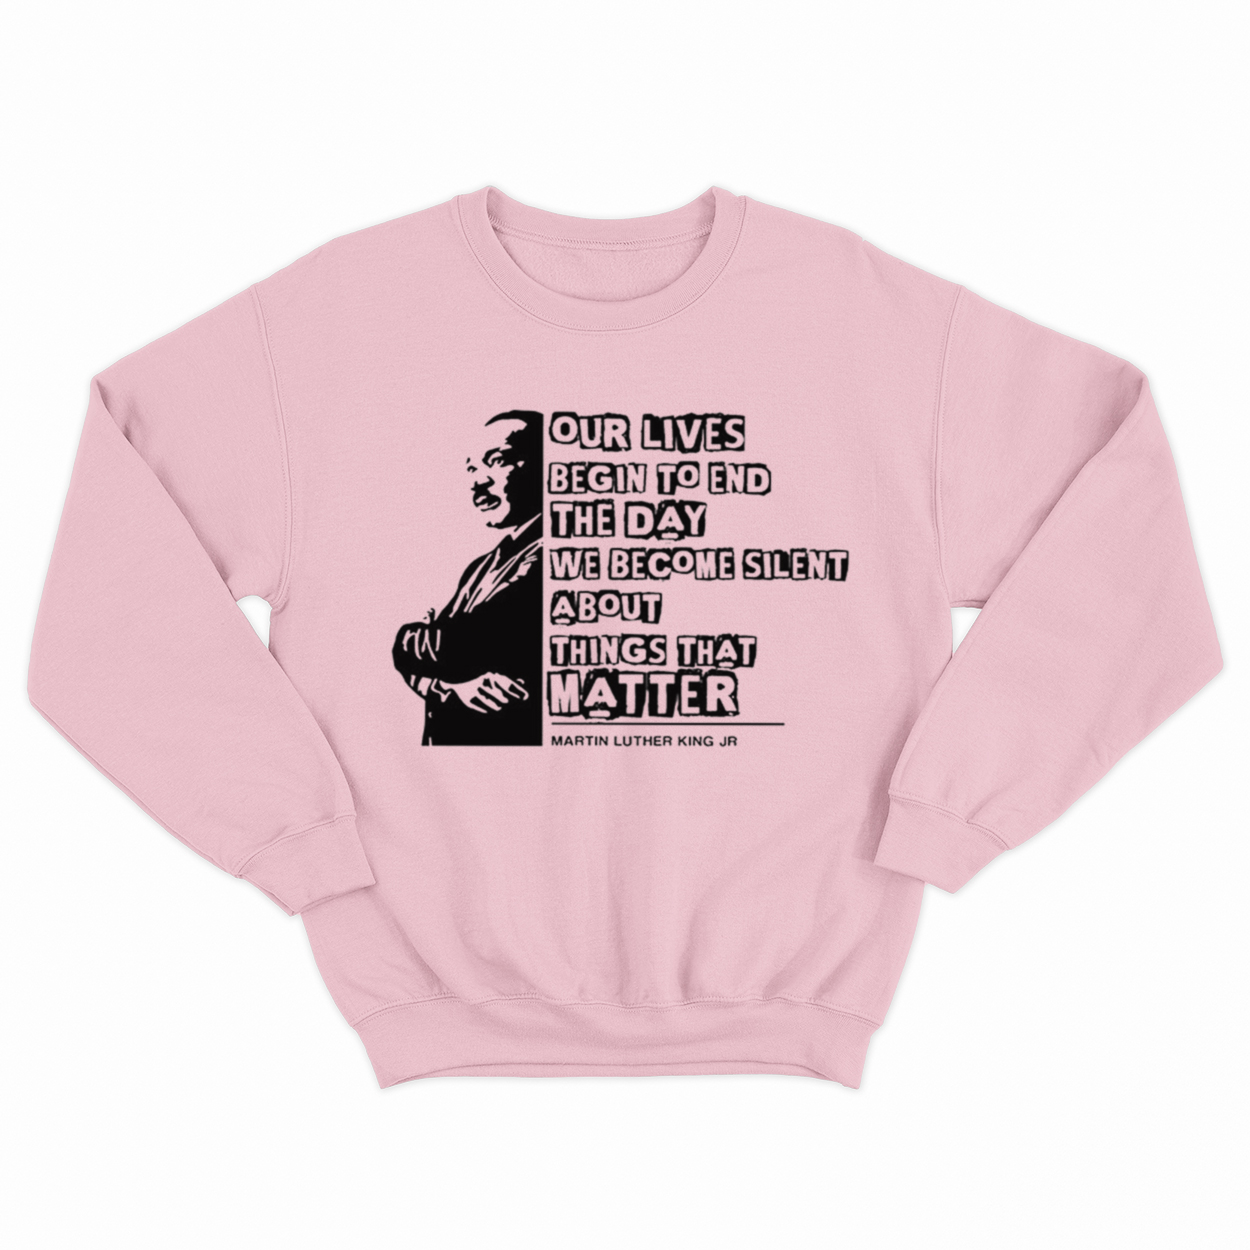 OUR LIVES
BEGIN TO END
THE DAY
WE BECOME SILENT
ABOUT
THINGS THAT
MATTER
MARTIN LUTHER KING JR